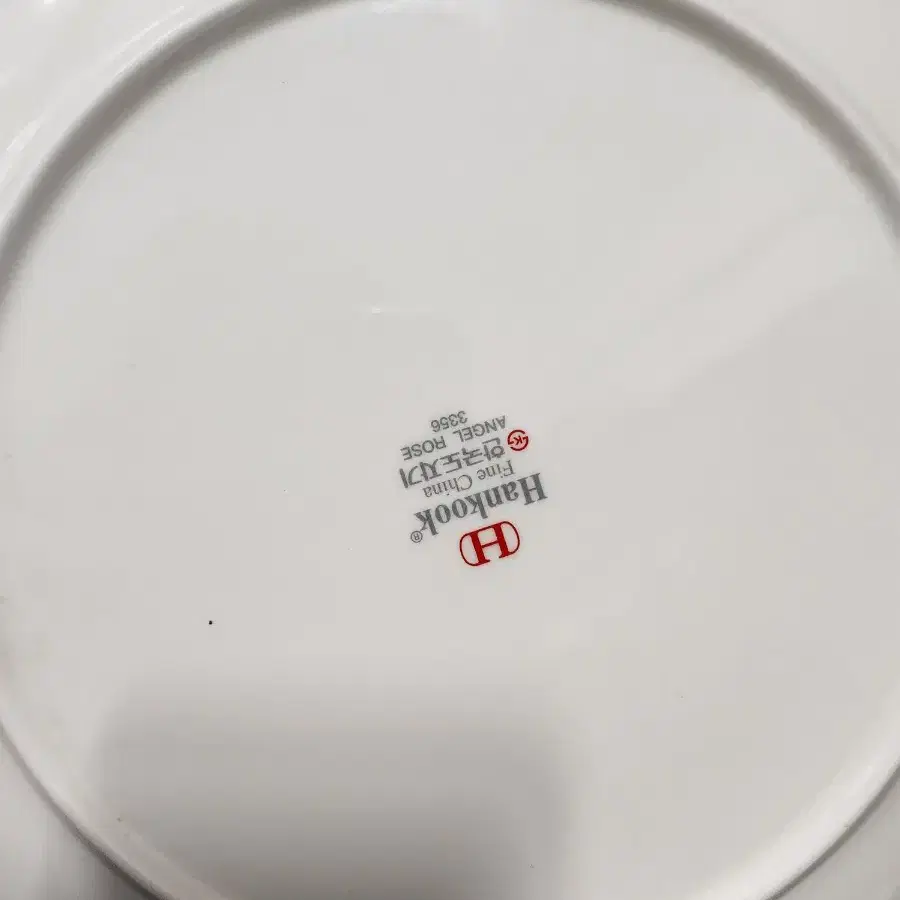 H
Hankook®
Fine China
한국도자기
ANGEL ROSE
3356